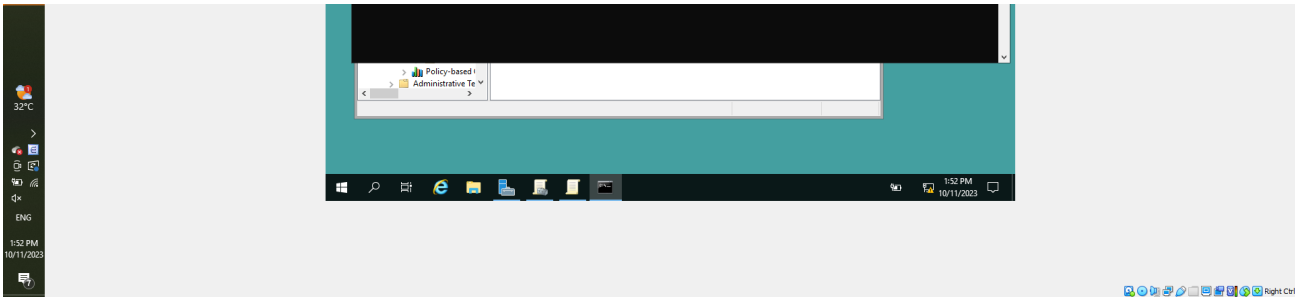 32°C
ENG
1:52 PM
10/11/2023
7
Policy-based
Administrative Te
1:52 PM
10/11/2023
Right Ctrl